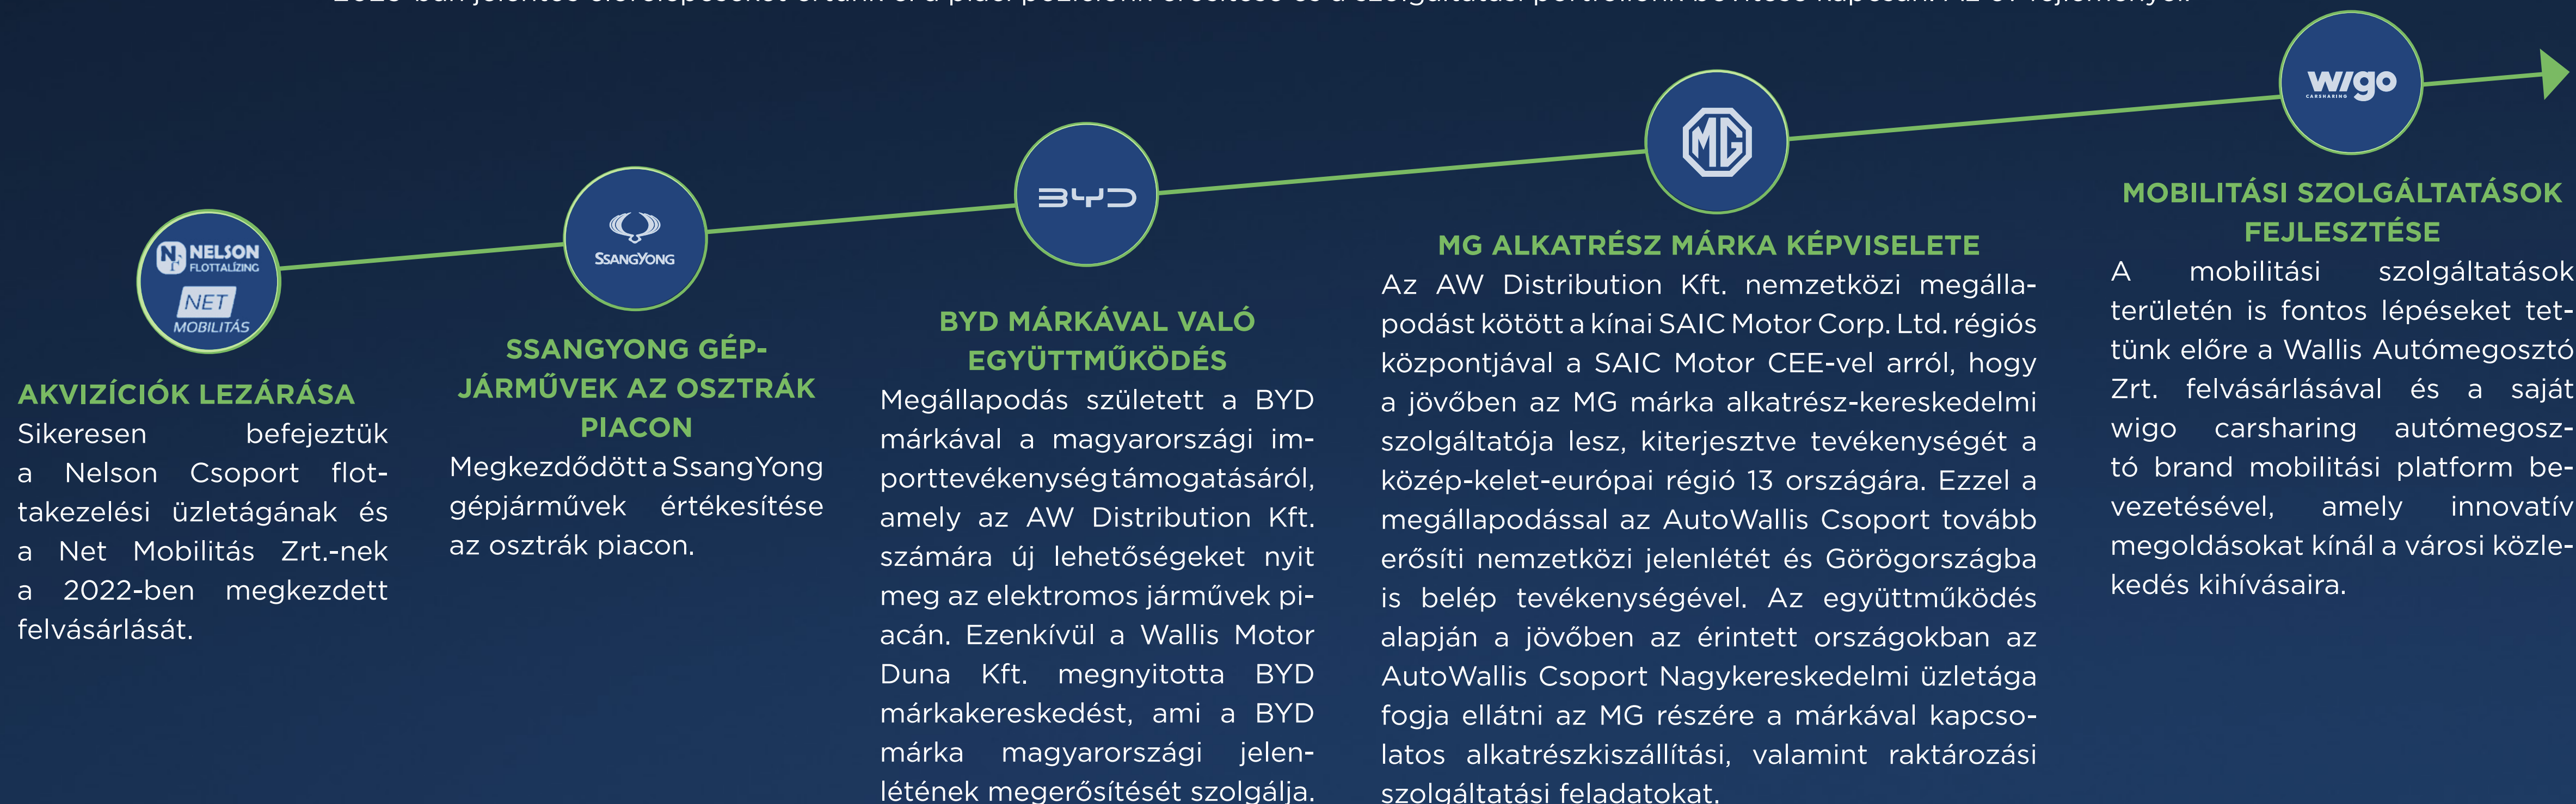 NELSON
FLOTTALÍZING
NET
MOBILITÁS
AKVIZÍCIÓK LEZÁRÁSA
Sikeresen befejeztük
a Nelson Csoport flot-
takezelési üzletágának és
a Net Mobilitás Zrt.-nek
a 2022-ben megkezdett
felvásárlását.
SSANGYONG
SSANGYONG GÉP-
JÁRMŰVEK AZ OSZTRÁK
PIACON
Megkezdődött a SsangYong
gépjárművek értékesítése
az osztrák piacon.
BYD
BYD MÁRKÁVAL VALÓ
EGYÜTTMŰKÖDÉS
Megállapodás született a BYD
márkával a magyarországi im-
porttevékenység támogatásáról,
amely az AW Distribution Kft.
számára új lehetőségeket nyit
meg az elektromos járművek pi-
acán. Ezenkívül a Wallis Motor
Duna Kft. megnyitotta BYD
márkakereskedést, ami a BYD
márka magyarországi jelen-
létének megerősítését szolgálja.
MG
MG ALKATRÉSZ MÁRKA KÉPVISELETE
Az AW Distribution Kft. nemzetközi megálla-
podást kötött a kínai SAIC Motor Corp. Ltd. régiós
központjával a SAIC Motor CEE-vel arról, hogy
a jövőben az MG márka alkatrész-kereskedelmi
szolgáltatója lesz, kiterjesztve tevékenységét a
közép-kelet-európai régió 13 országára. Ezzel a
megállapodással az AutoWallis Csoport tovább
erősíti nemzetközi jelenlétét és Görögországba
is belép tevékenységével. Az együttműködés
alapján a jövőben az érintett országokban az
AutoWallis Csoport Nagykereskedelmi üzletága
fogja ellátni az MG részére a márkával kapcso-
latos alkatrészkiszállítási, valamint raktározási
szolgáltatási feladatokat.
wigo
CARSHARING
MOBILITÁSI SZOLGÁLTATÁSOK
FEJLESZTÉSE
A mobilitási szolgáltatások
területén is fontos lépéseket tet-
tünk előre a Wallis Autómegosztó
Zrt. felvásárlásával és a saját
wigo carsharing autómegosz-
tó brand mobilitási platform be-
vezetésével, amely innovatív
megoldásokat kínál a városi közle-
kedés kihívásaira.